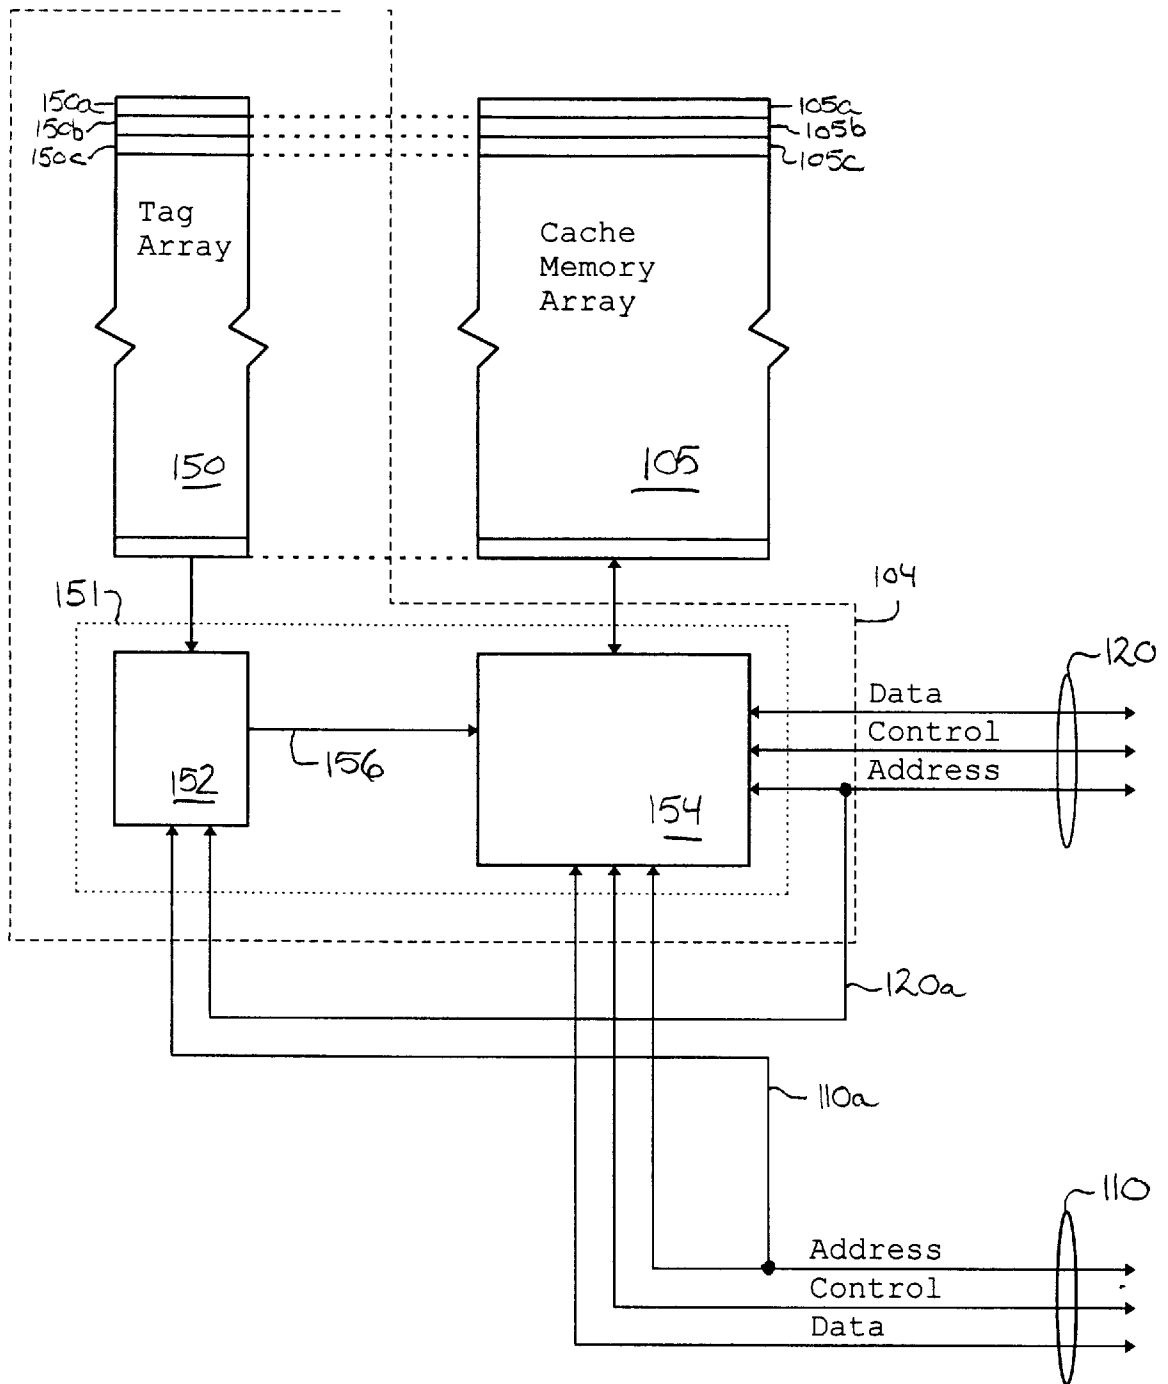 150a
150b
150c
105a
105b
105c
Tag
Array
Cache
Memory
Array
150
105
151
104
120
Data
Control
Address
152
156
154
120a
110a
110
Address
Control
Data